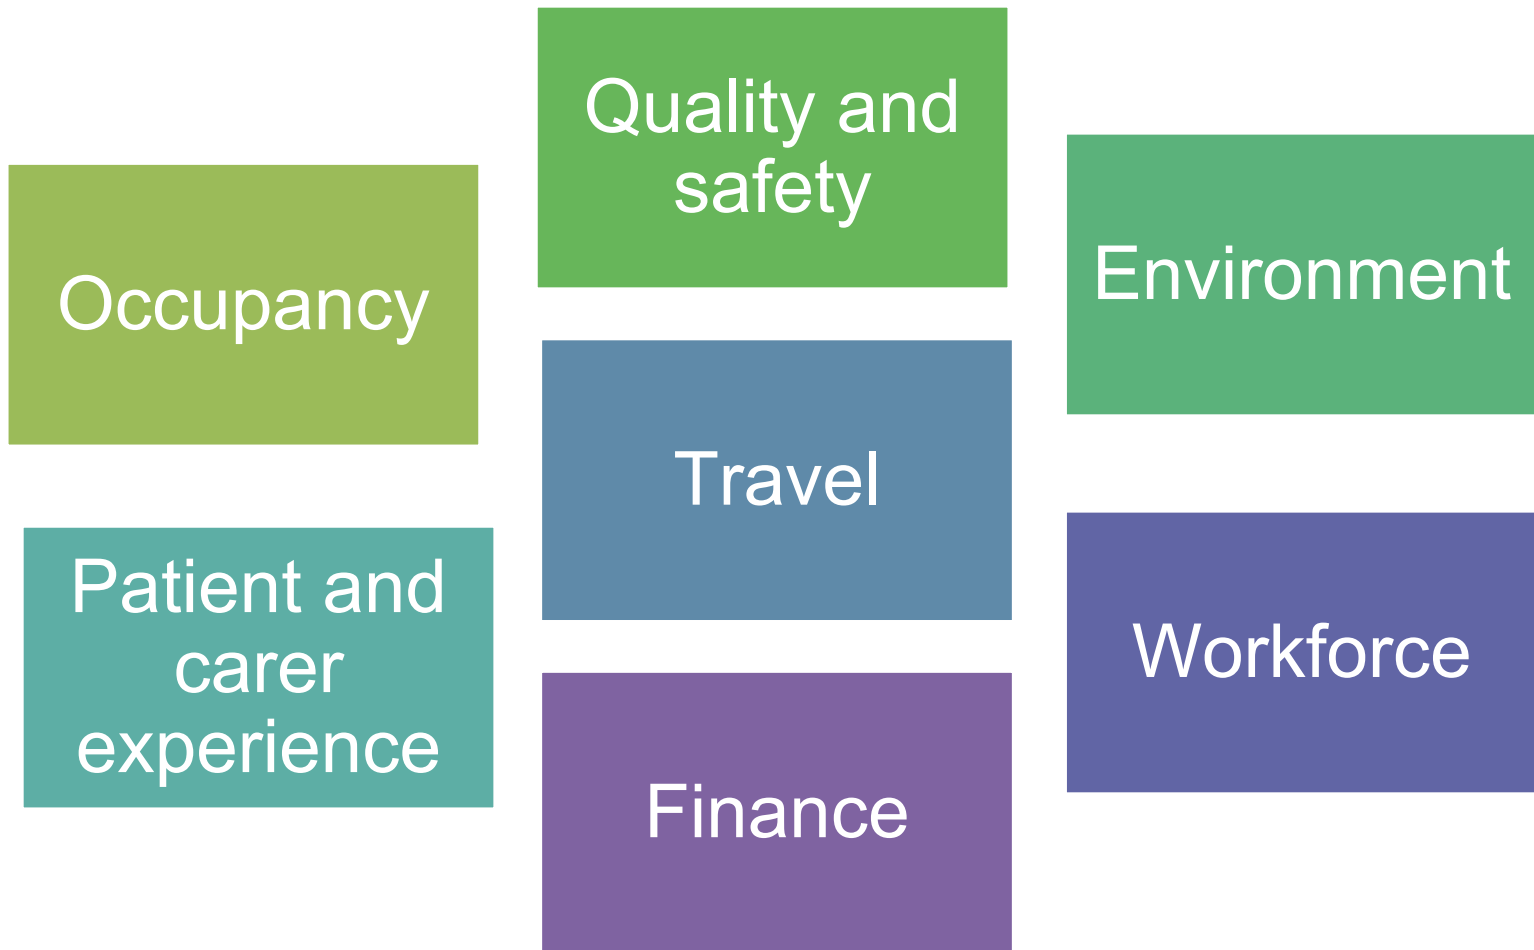 Quality and
safety
Occupancy
Environment
Travel
Patient and
carer
experience
Workforce
Finance